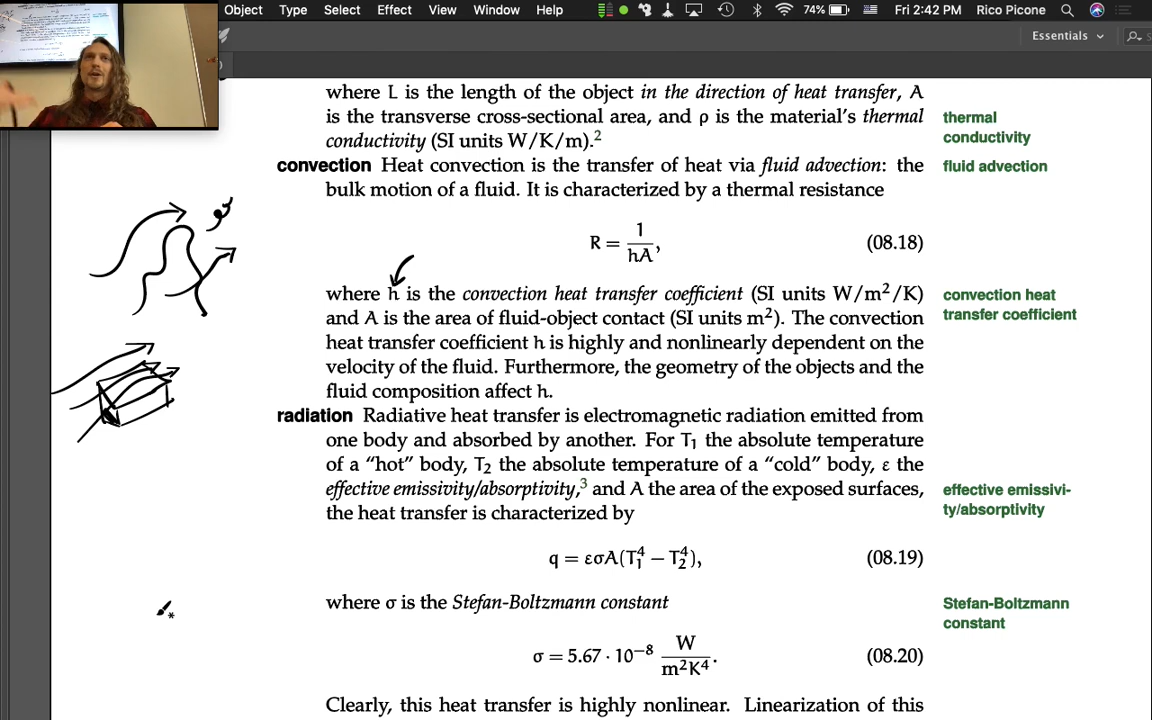 Object Type Select Effect View Window Help 74% Fri 2:42 PM Rico Picone
Essentials
where L is the length of the object in the direction of heat transfer, A
is the transverse cross-sectional area, and ρ is the material's thermal
conductivity (SI units W/K/m).²
thermal
conductivity
convection Heat convection is the transfer of heat via fluid advection: the
bulk motion of a fluid. It is characterized by a thermal resistance
fluid advection
R = 1/hA, (08.18)
where h is the convection heat transfer coefficient (SI units W/m²/K)
and A is the area of fluid-object contact (SI units m²). The convection
heat transfer coefficient h is highly and nonlinearly dependent on the
velocity of the fluid. Furthermore, the geometry of the objects and the
fluid composition affect h.
convection heat
transfer coefficient
radiation Radiative heat transfer is electromagnetic radiation emitted from
one body and absorbed by another. For T₁ the absolute temperature
of a "hot" body, T₂ the absolute temperature of a "cold" body, ε the
effective emissivity/absorptivity,³ and A the area of the exposed surfaces,
the heat transfer is characterized by
effective emissivi-
ty/absorptivity
q = εσA(T₁⁴ − T₂⁴), (08.19)
where σ is the Stefan-Boltzmann constant
Stefan-Boltzmann
constant
σ = 5.67 · 10⁻⁸ W/m²K⁴. (08.20)
Clearly, this heat transfer is highly nonlinear. Linearization of this